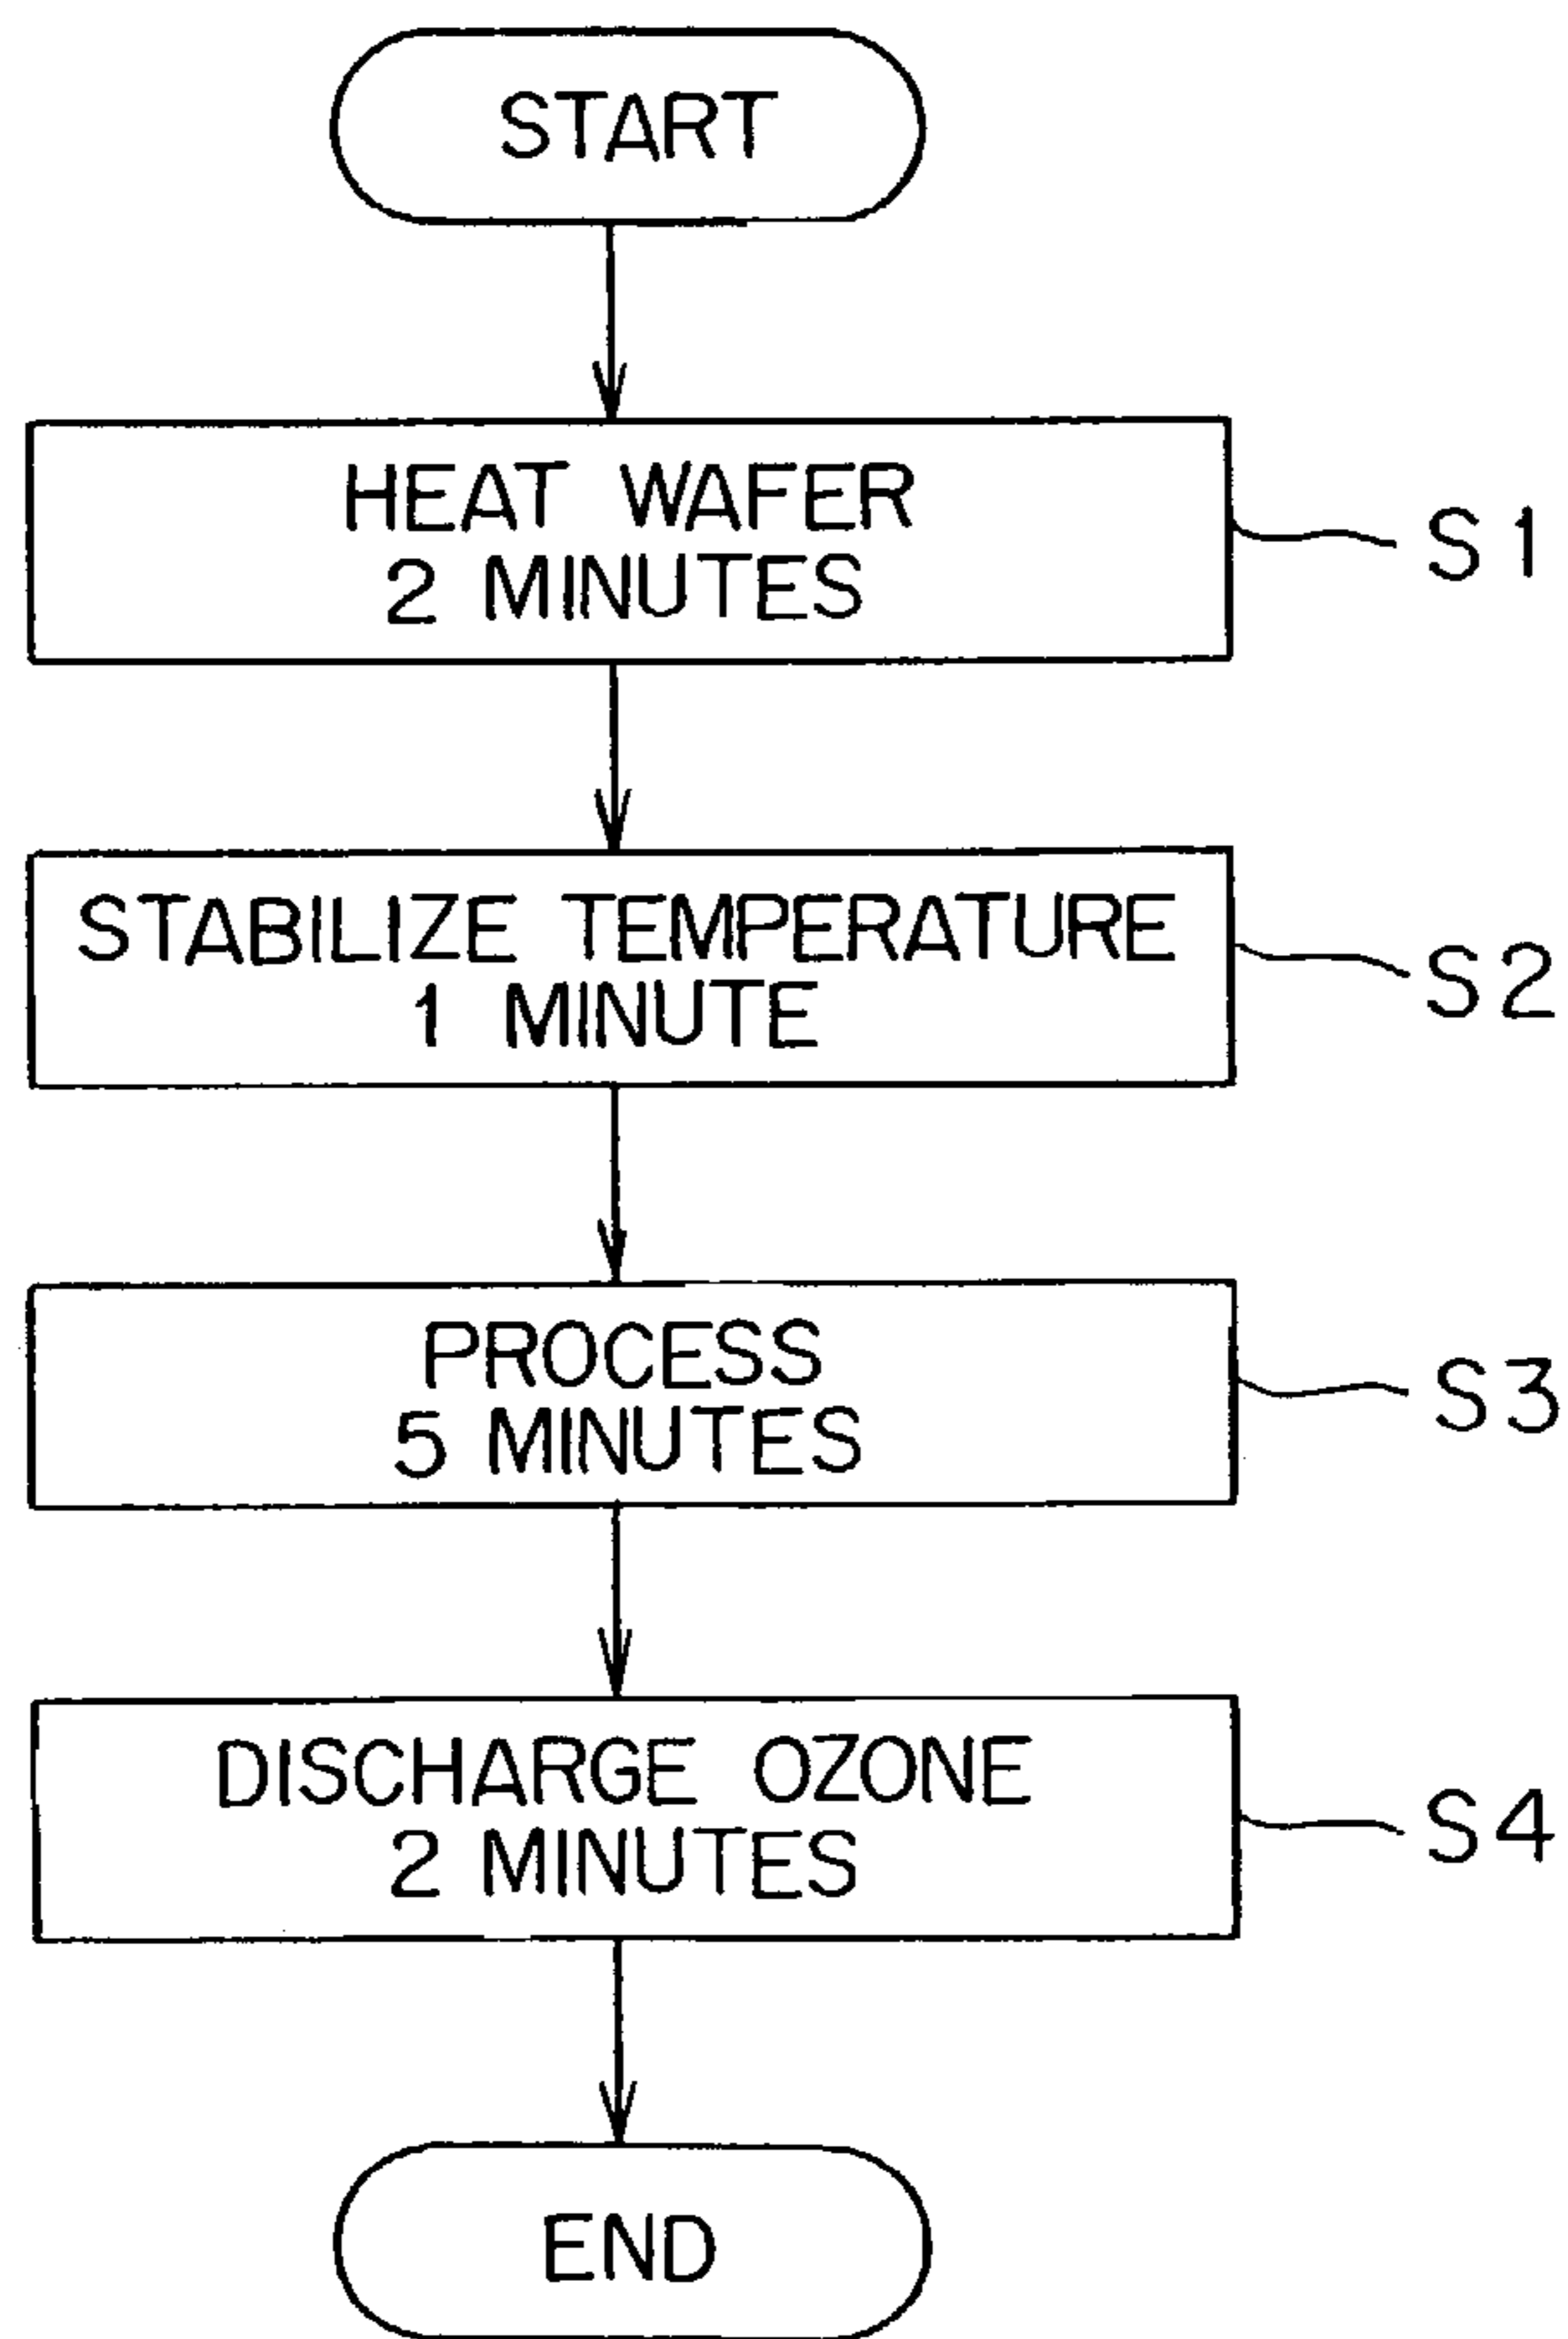 START
HEAT WAFER
2 MINUTES
S1
STABILIZE TEMPERATURE
1 MINUTE
S2
PROCESS
5 MINUTES
S3
DISCHARGE OZONE
2 MINUTES
S4
END